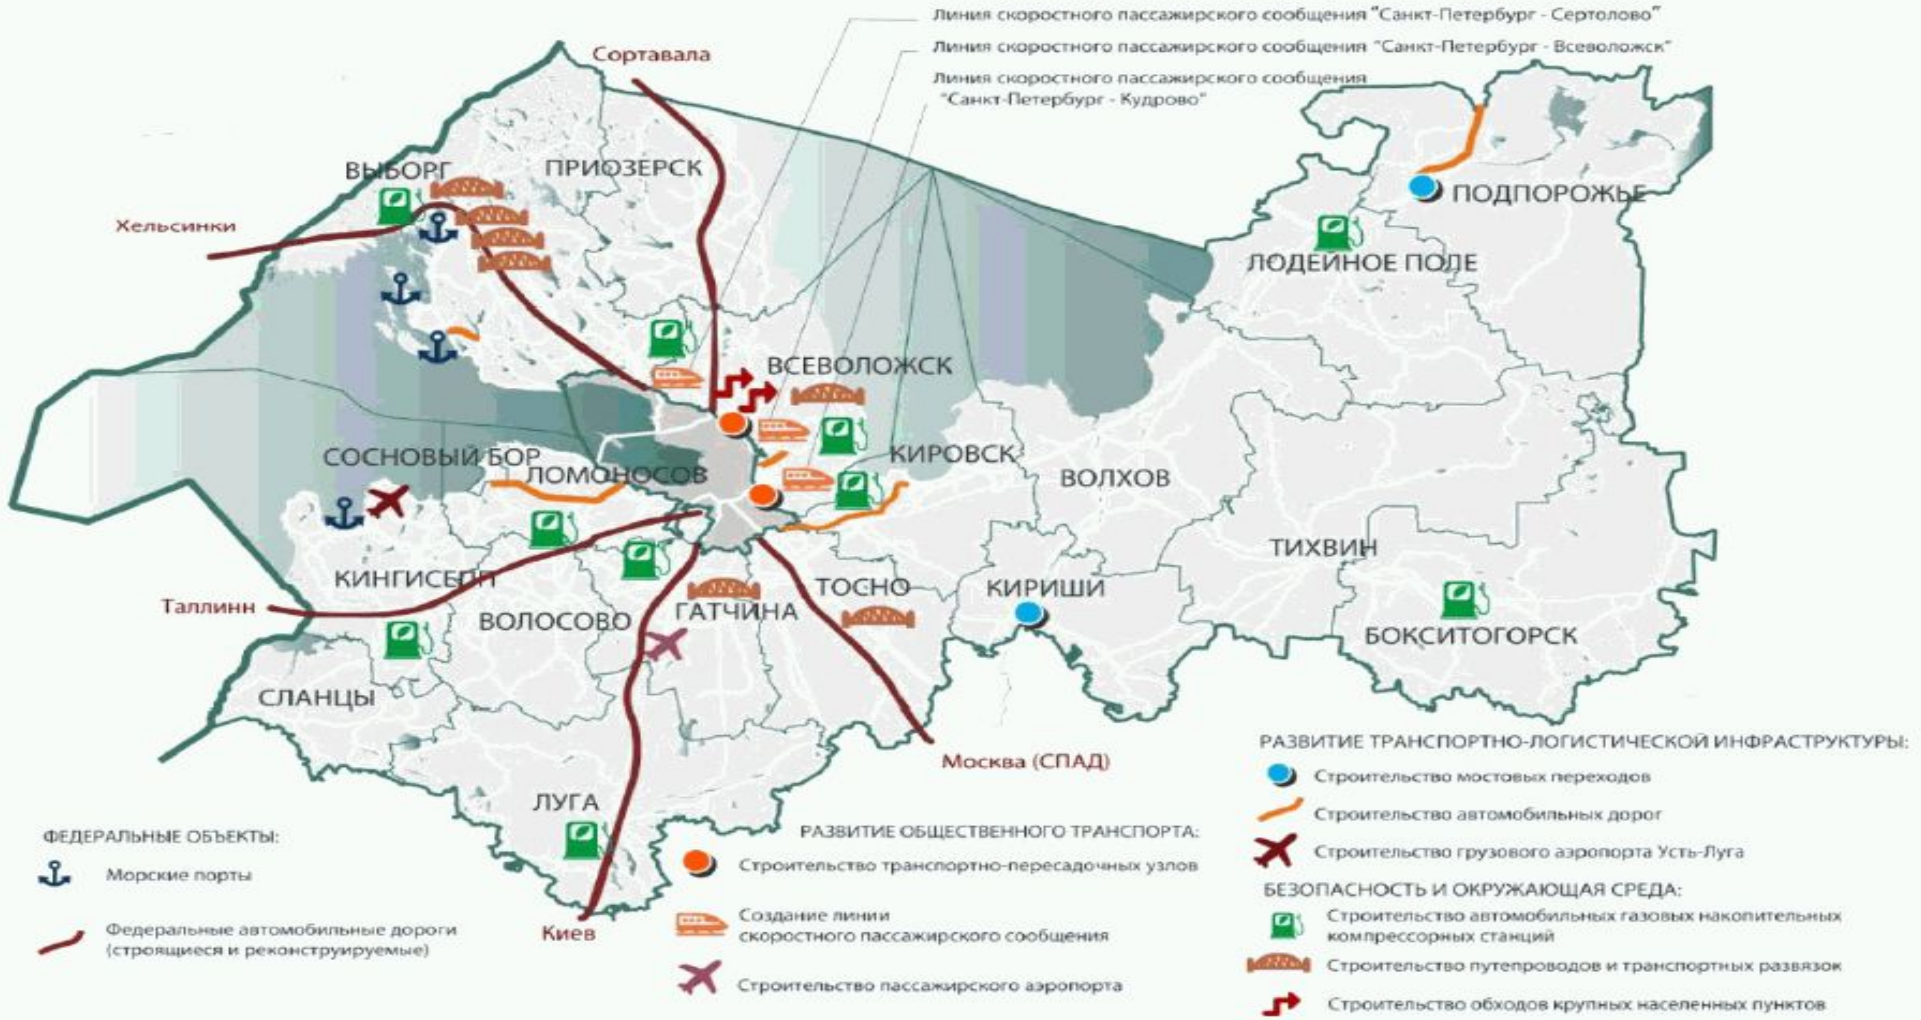 Линия скоростного пассажирского сообщения "Санкт-Петербург - Сертолово"
Линия скоростного пассажирского сообщения "Санкт-Петербург - Всеволожск"
Линия скоростного пассажирского сообщения
"Санкт-Петербург - Кудрово"
Сортавала
ВЫБОРГ
ПРИОЗЕРСК
ПОДПОРОЖЬЕ
Хельсинки
ЛОДЕЙНОЕ ПОЛЕ
ВСЕВОЛОЖСК
СОСНОВЫЙ БОР
ЛОМОНОСОВ
КИРОВСК
ВОЛХОВ
ТИХВИН
КИНГИСЕПП
ТОСНО
КИРИШИ
Таллинн
ВОЛОСОВО
ГАТЧИНА
БОКСИТОГОРСК
СЛАНЦЫ
Москва (СПАД)
ЛУГА
Киев
ФЕДЕРАЛЬНЫЕ ОБЪЕКТЫ:
Морские порты
Федеральные автомобильные дороги
(строящиеся и реконструируемые)
РАЗВИТИЕ ОБЩЕСТВЕННОГО ТРАНСПОРТА:
Строительство транспортно-пересадочных узлов
Создание линии
скоростного пассажирского сообщения
Строительство пассажирского аэропорта
РАЗВИТИЕ ТРАНСПОРТНО-ЛОГИСТИЧЕСКОЙ ИНФРАСТРУКТУРЫ:
Строительство мостовых переходов
Строительство автомобильных дорог
Строительство грузового аэропорта Усть-Луга
БЕЗОПАСНОСТЬ И ОКРУЖАЮЩАЯ СРЕДА:
Строительство автомобильных газовых накопительных
компрессорных станций
Строительство путепроводов и транспортных развязок
Строительство обходов крупных населенных пунктов